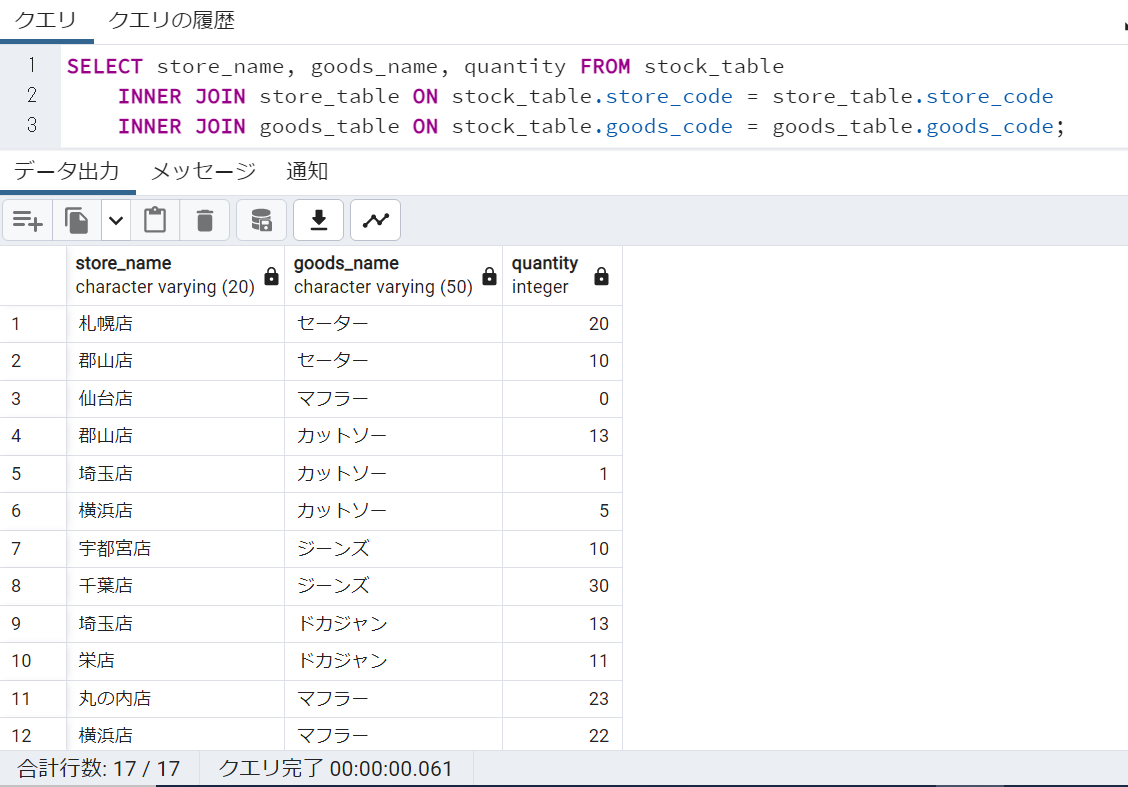 クエリ クエリの履歴
1 SELECT store_name, goods_name, quantity FROM stock_table
2 INNER JOIN store_table ON stock_table.store_code = store_table.store_code
3 INNER JOIN goods_table ON stock_table.goods_code = goods_table.goods_code;
データ出力 メッセージ 通知
store_name goods_name quantity
character varying (20) character varying (50) integer
1 札幌店 セーター 20
2 郡山店 セーター 10
3 仙台店 マフラー 0
4 郡山店 カットソー 13
5 埼玉店 カットソー 1
6 横浜店 カットソー 5
7 宇都宮店 ジーンズ 10
8 千葉店 ジーンズ 30
9 埼玉店 ドカジャン 13
10 栄店 ドカジャン 11
11 丸の内店 マフラー 23
12 横浜店 マフラー 22
合計行数: 17 / 17 クエリ完了 00:00:00.061